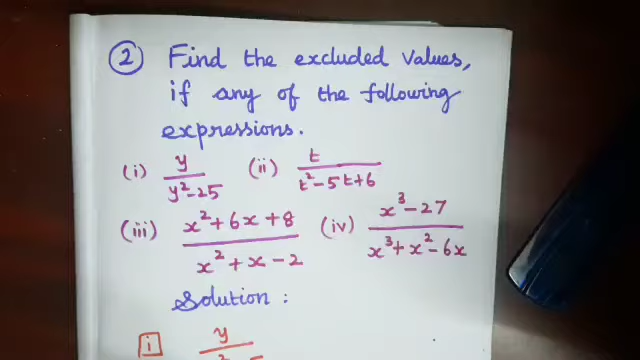 ② Find the excluded values,
if any of the following
expressions.
(i) y/(y²-25) (ii) t/(t²-5t+6)
(iii) (x²+6x+8)/(x²+x-2) (iv) (x³-27)/(x³+x²-6x)
Solution :
i y